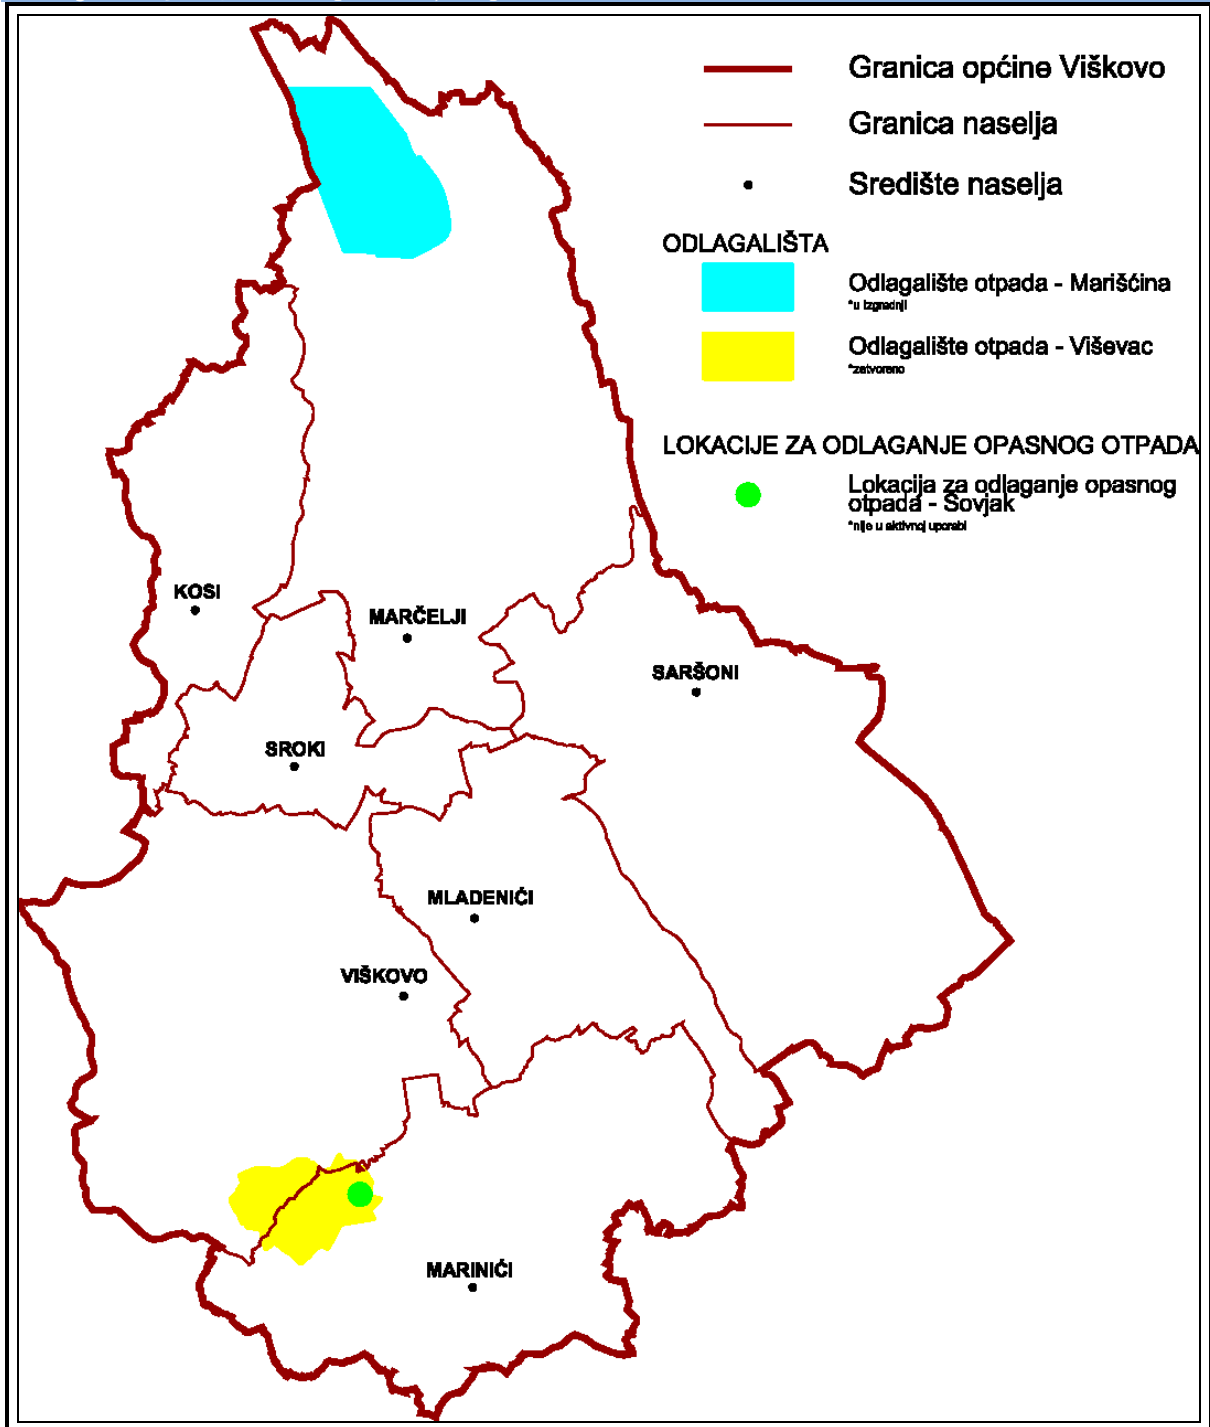 Granica općine Viškovo
Granica naselja
Središte naselja
ODLAGALIŠTA
Odlagalište otpada - Marišćina
*u izgradnji
Odlagalište otpada - Viševac
*zatvoreno
LOKACIJE ZA ODLAGANJE OPASNOG OTPADA
Lokacija za odlaganje opasnog
otpada - Sovjak
*nije u aktivnoj uporabi
KOSI
MARČELJI
SARŠONI
SROKI
MLADENIĆI
VIŠKOVO
MARINIĆI